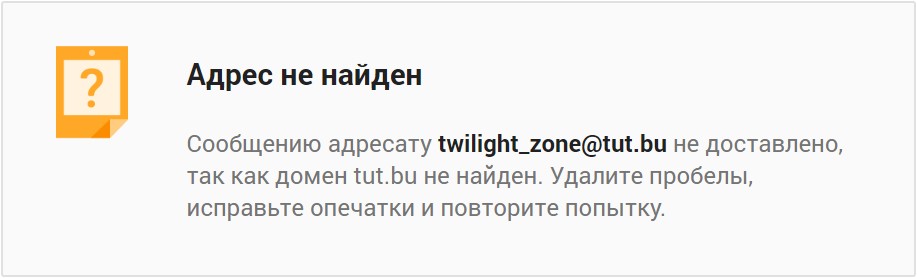 ?
Адрес не найден
Сообщению адресату twilight_zone@tut.bu не доставлено,
так как домен tut.bu не найден. Удалите пробелы,
исправьте опечатки и повторите попытку.